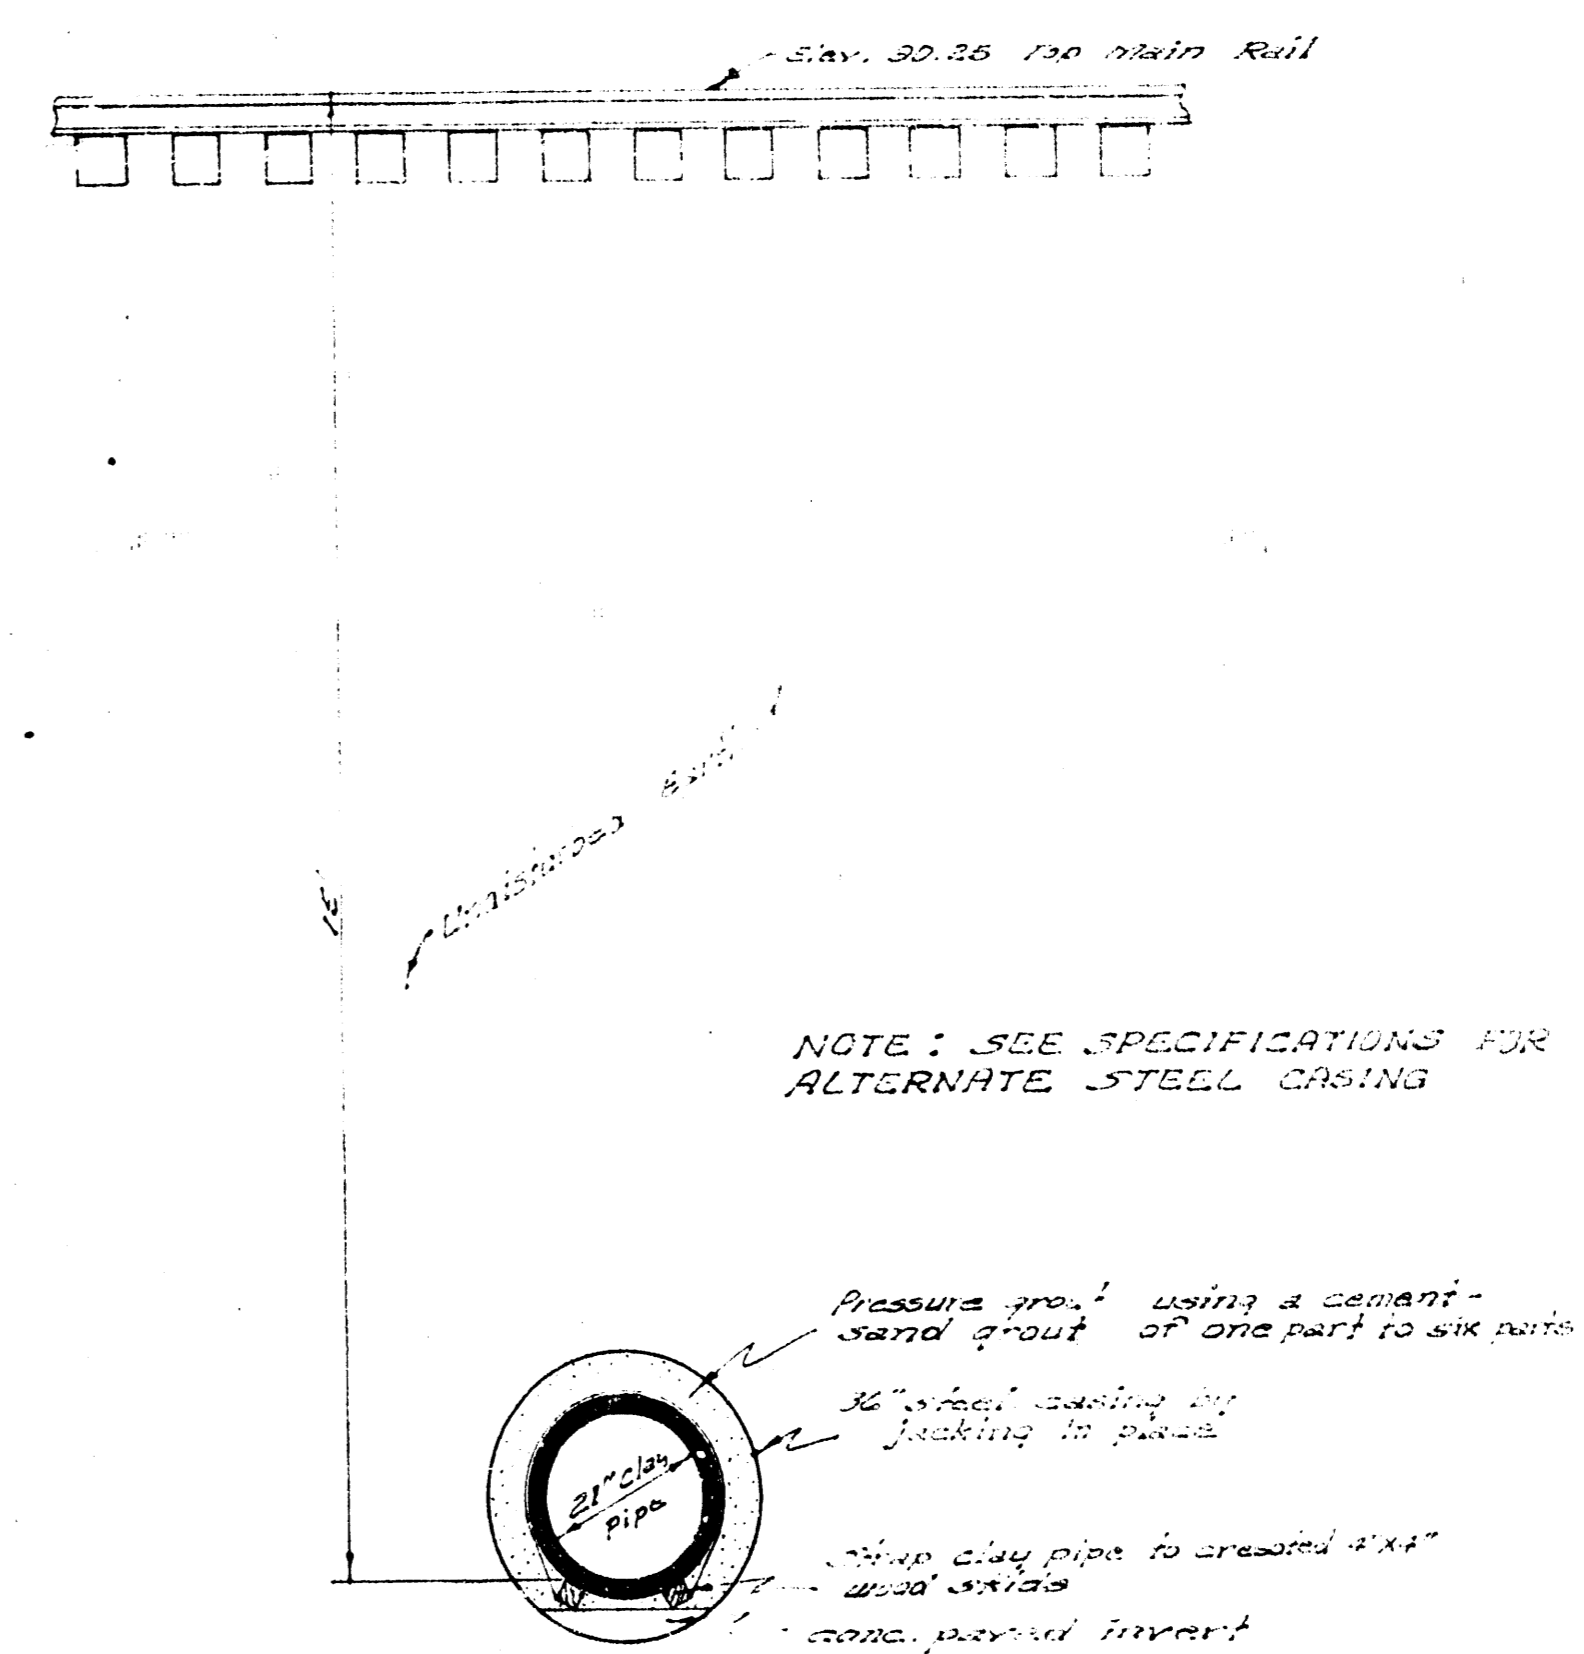 Elev. 90.25 Top Main Rail
Undisturbed Earth
NOTE: SEE SPECIFICATIONS FOR
ALTERNATE STEEL CASING
Pressure grout using a cement-
sand grout of one part to six parts
36" steel casing by
jacking in place
21" clay
pipe
Strap clay pipe to creosoted 4"x4"
wood skids
conc. paved invert